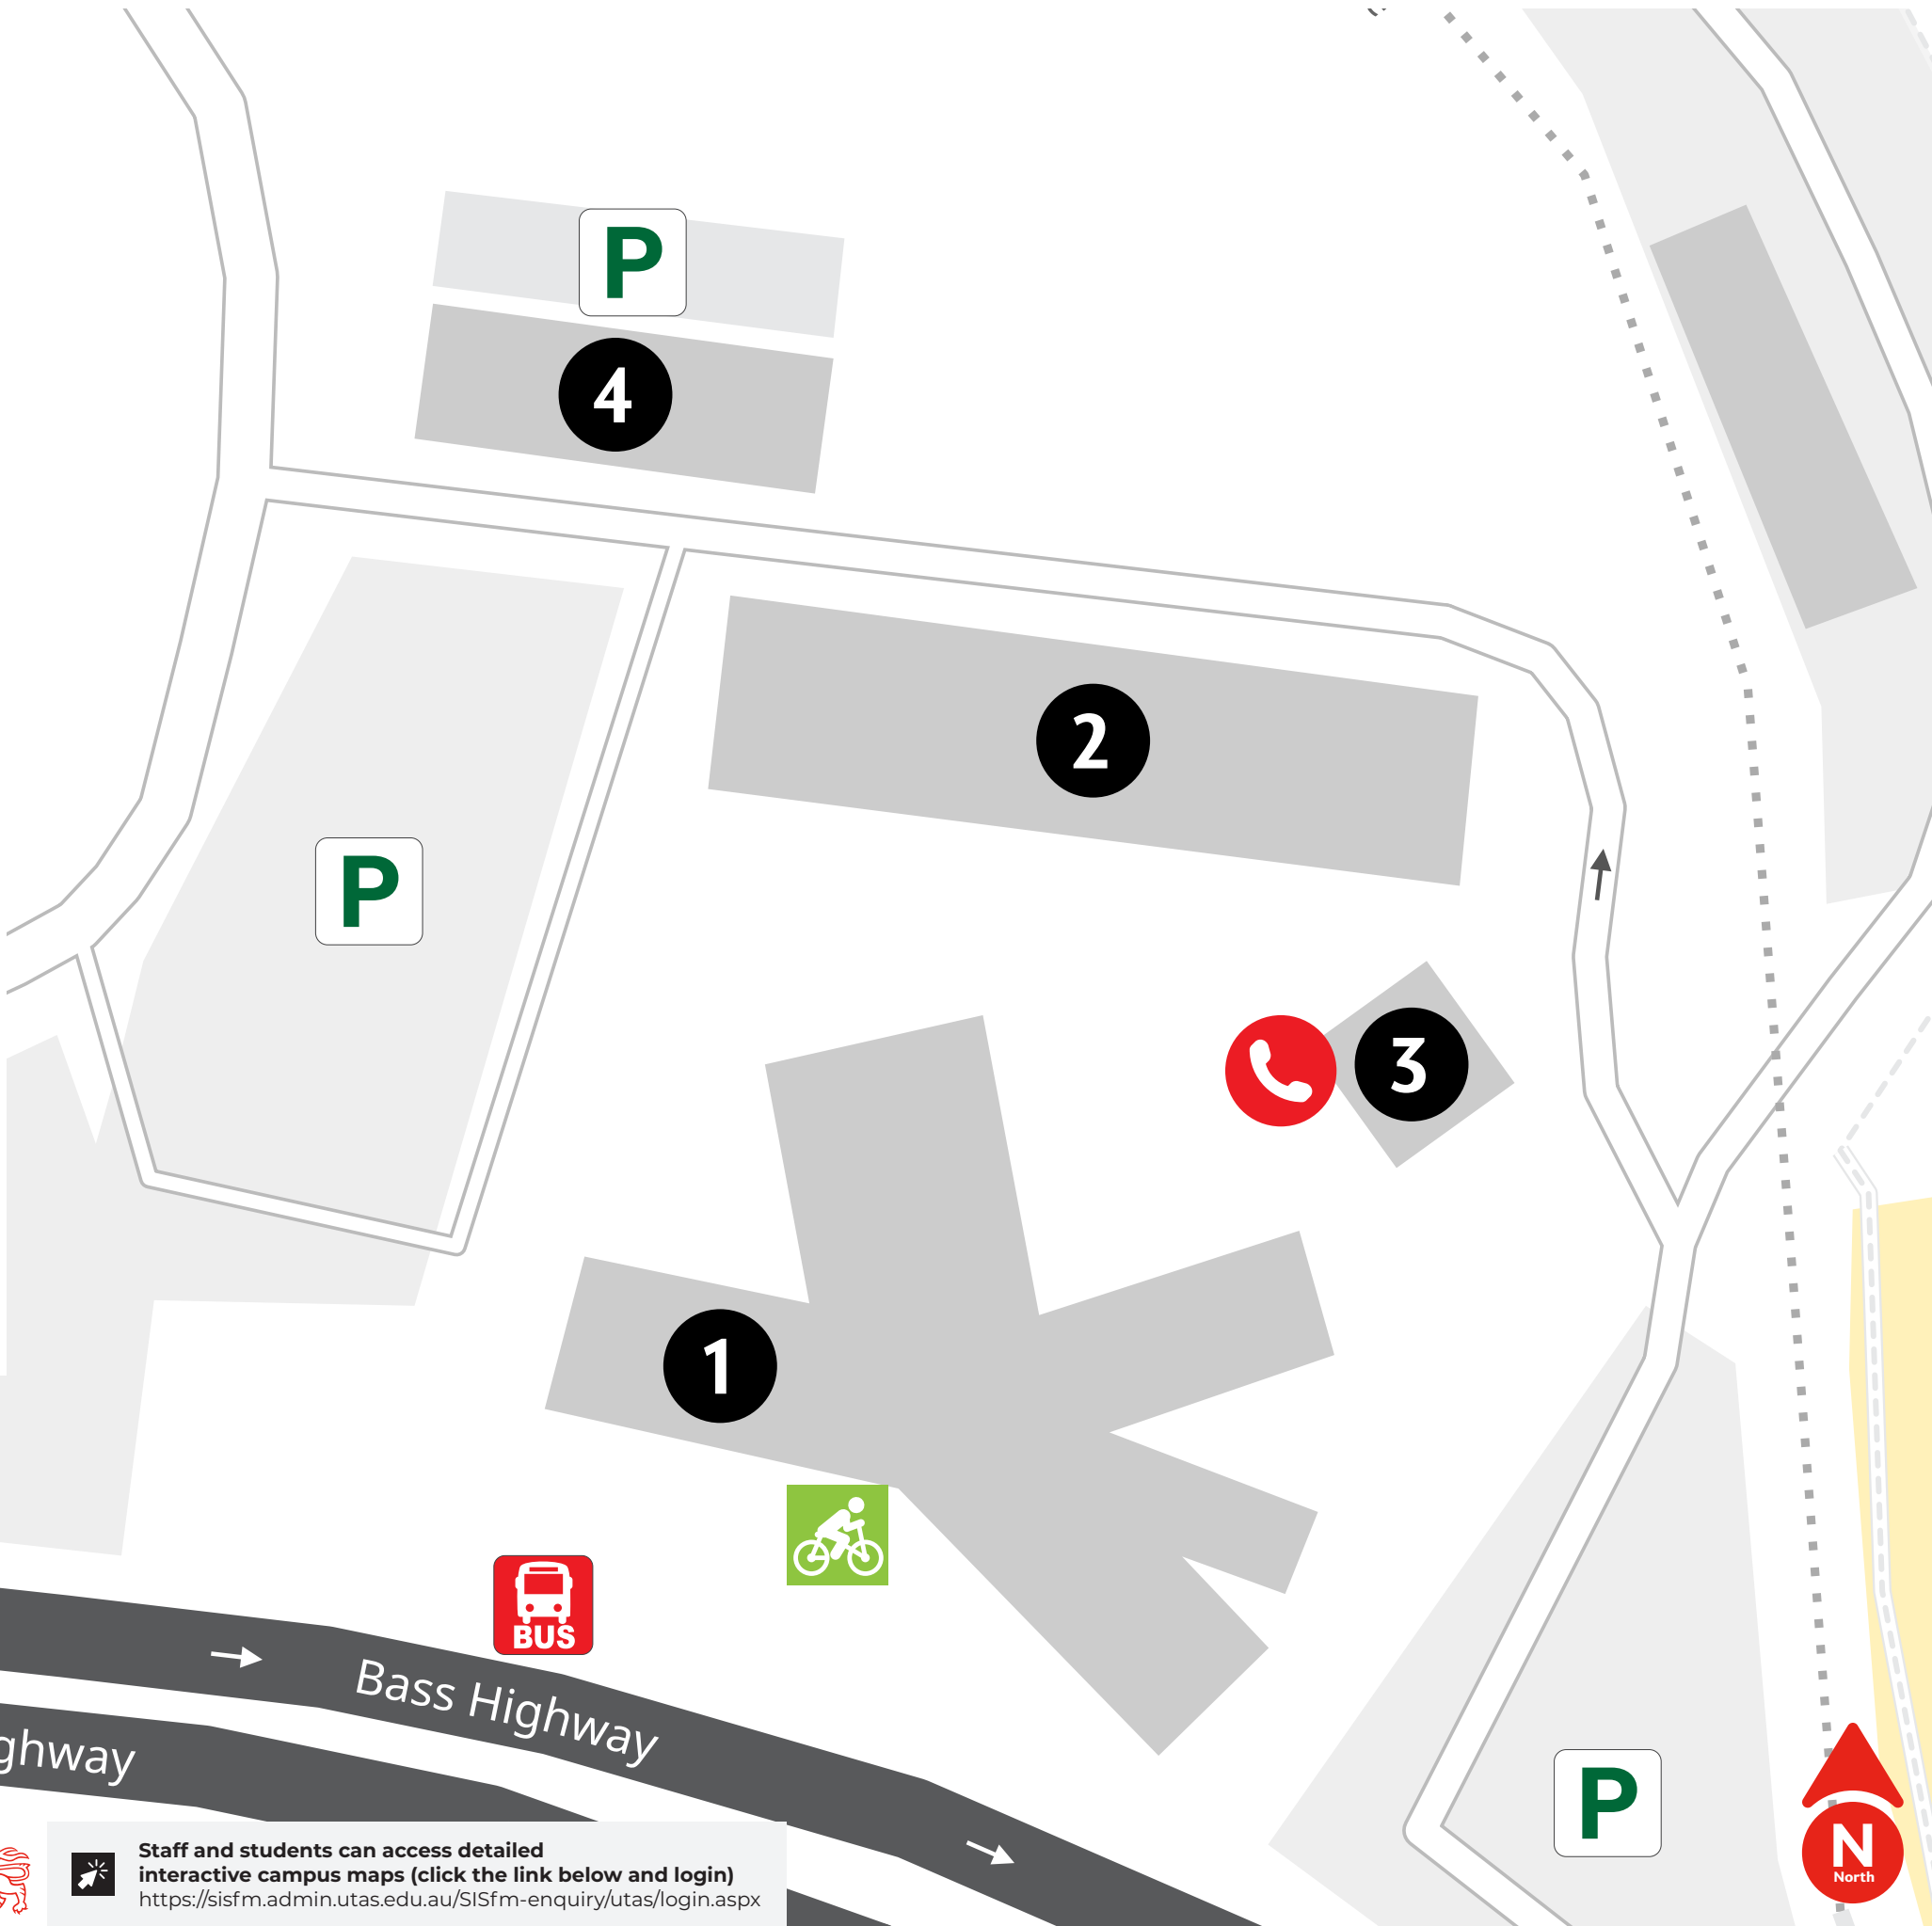 P
4
2
P
3
1
BUS
Bass Highway
ghway
P
N
North
Staff and students can access detailed
interactive campus maps (click the link below and login)
https://sisfm.admin.utas.edu.au/SISfm-enquiry/utas/login.aspx